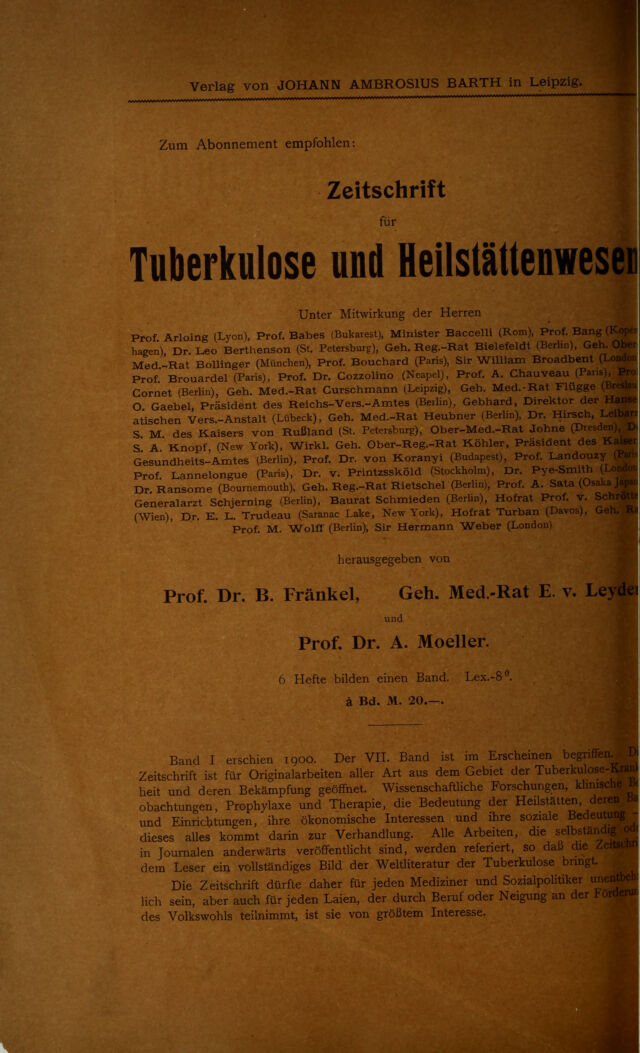 Verlag von JOHANN AMBROSIUS BARTH in Leipzig.
Zum Abonnement empfohlen:
Zeitschrift
für
Tuberkulose und Heilstättenwesen
Unter Mitwirkung der Herren
Prof. Arloing (Lyon), Prof. Babes (Bukarest), Minister Baccelli (Rom), Prof. Bang (Kopen
hagen), Dr. Leo Berthenson (St. Petersburg), Geh. Reg.-Rat Bielefeldt (Berlin), Geh. Ober
Med.-Rat Bollinger (München), Prof. Bouchard (Paris), Sir William Broadbent (London
Prof. Brouardel (Paris), Prof. Dr. Cozzolino (Neapel), Prof. A. Chauveau (Paris), Pro
Cornet (Berlin), Geh. Med.-Rat Curschmann (Leipzig), Geh. Med.-Rat Flügge (Breslau
O. Gaebel, Präsident des Reichs-Vers.-Amtes (Berlin), Gebhard, Direktor der Hanse
atischen Vers.-Anstalt (Lübeck), Geh. Med.-Rat Heubner (Berlin), Dr. Hirsch, Leibarz
S. M. des Kaisers von Rußland (St. Petersburg), Ober-Med.-Rat Johne (Dresden), D
S. A. Knopf, (New York), Wirkl. Geh. Ober-Reg.-Rat Köhler, Präsident des Kaiser
Gesundheits-Amtes (Berlin), Prof. Dr. von Koranyi (Budapest), Prof. Landouzy (Paris
Prof. Lannelongue (Paris), Dr. v. Printzssköld (Stockholm), Dr. Pye-Smith (London
Dr. Ransome (Bournemouth), Geh. Reg.-Rat Rietschel (Berlin), Prof. A. Sata (Osaka Japan
Generalarzt Schjerning (Berlin), Baurat Schmieden (Berlin), Hofrat Prof. v. Schrötte
(Wien), Dr. E. L. Trudeau (Saranac Lake, New York), Hofrat Turban (Davos), Geh. Ra
Prof. M. Wolff (Berlin), Sir Hermann Weber (London)
herausgegeben von
Prof. Dr. B. Fränkel, Geh. Med.-Rat E. v. Leyden
und
Prof. Dr. A. Moeller.
6 Hefte bilden einen Band. Lex.-8⁰.
à Bd. M. 20.—.
Band I erschien 1900. Der VII. Band ist im Erscheinen begriffen. D
Zeitschrift ist für Originalarbeiten aller Art aus dem Gebiet der Tuberkulose-Krank
heit und deren Bekämpfung geöffnet. Wissenschaftliche Forschungen, klinische Be
obachtungen, Prophylaxe und Therapie, die Bedeutung der Heilstätten, deren Ba
und Einrichtungen, ihre ökonomische Interessen und ihre soziale Bedeutung -
dieses alles kommt darin zur Verhandlung. Alle Arbeiten, die selbständig ode
in Journalen anderwärts veröffentlicht sind, werden referiert, so daß die Zeitschri
dem Leser ein vollständiges Bild der Weltliteratur der Tuberkulose bringt.
Die Zeitschrift dürfte daher für jeden Mediziner und Sozialpolitiker unentbehr
lich sein, aber auch für jeden Laien, der durch Beruf oder Neigung an der Förderun
des Volkswohls teilnimmt, ist sie von größtem Interesse.